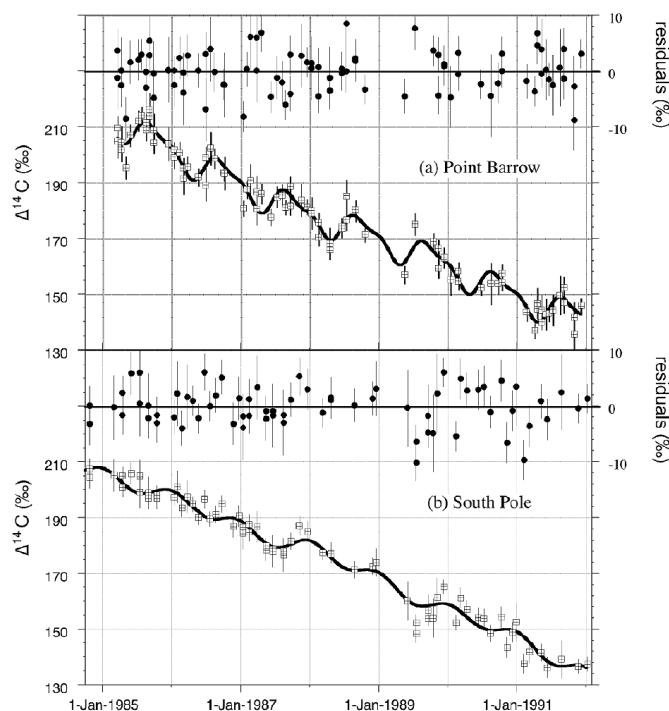 10
0
-10
residuals (‰)
210
190
170
150
130
Δ14C (‰)
(a) Point Barrow
10
0
-10
residuals (‰)
210
190
170
150
130
Δ14C (‰)
(b) South Pole
1-Jan-1985
1-Jan-1987
1-Jan-1989
1-Jan-1991